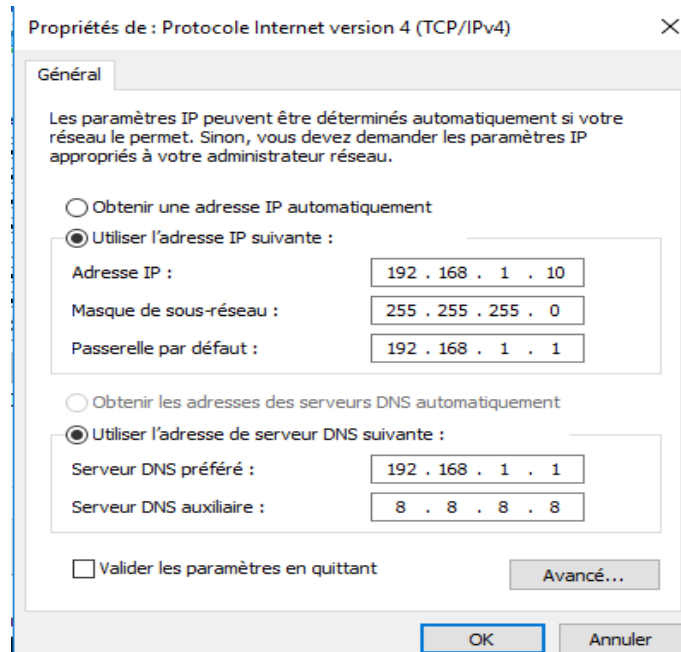 Propriétés de : Protocole Internet version 4 (TCP/IPv4)
Général
Les paramètres IP peuvent être déterminés automatiquement si votre
réseau le permet. Sinon, vous devez demander les paramètres IP
appropriés à votre administrateur réseau.
Obtenir une adresse IP automatiquement
Utiliser l'adresse IP suivante :
Adresse IP : 192 . 168 . 1 . 10
Masque de sous-réseau : 255 . 255 . 255 . 0
Passerelle par défaut : 192 . 168 . 1 . 1
Obtenir les adresses des serveurs DNS automatiquement
Utiliser l'adresse de serveur DNS suivante :
Serveur DNS préféré : 192 . 168 . 1 . 1
Serveur DNS auxiliaire : 8 . 8 . 8 . 8
Valider les paramètres en quittant Avancé...
OK Annuler